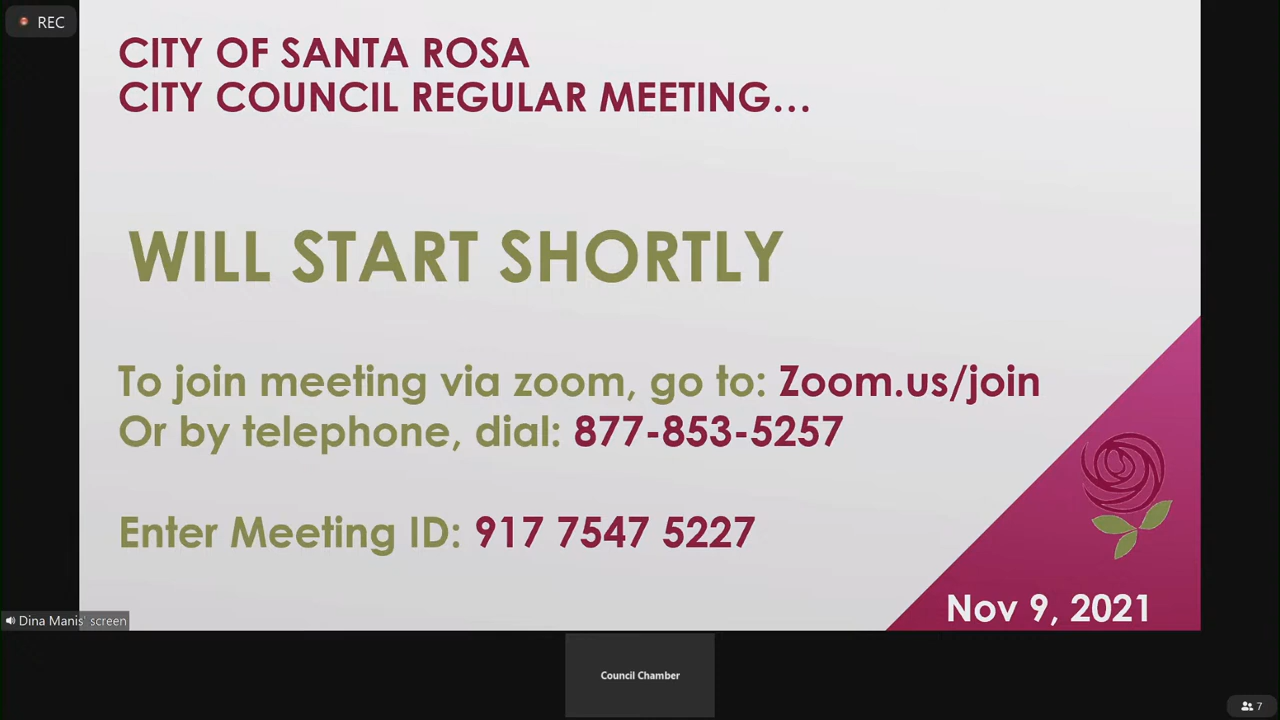 REC
CITY OF SANTA ROSA
CITY COUNCIL REGULAR MEETING...
WILL START SHORTLY
To join meeting via zoom, go to: Zoom.us/join
Or by telephone, dial: 877-853-5257
Enter Meeting ID: 917 7547 5227
Nov 9, 2021
Dina Manis' screen
Council Chamber
7